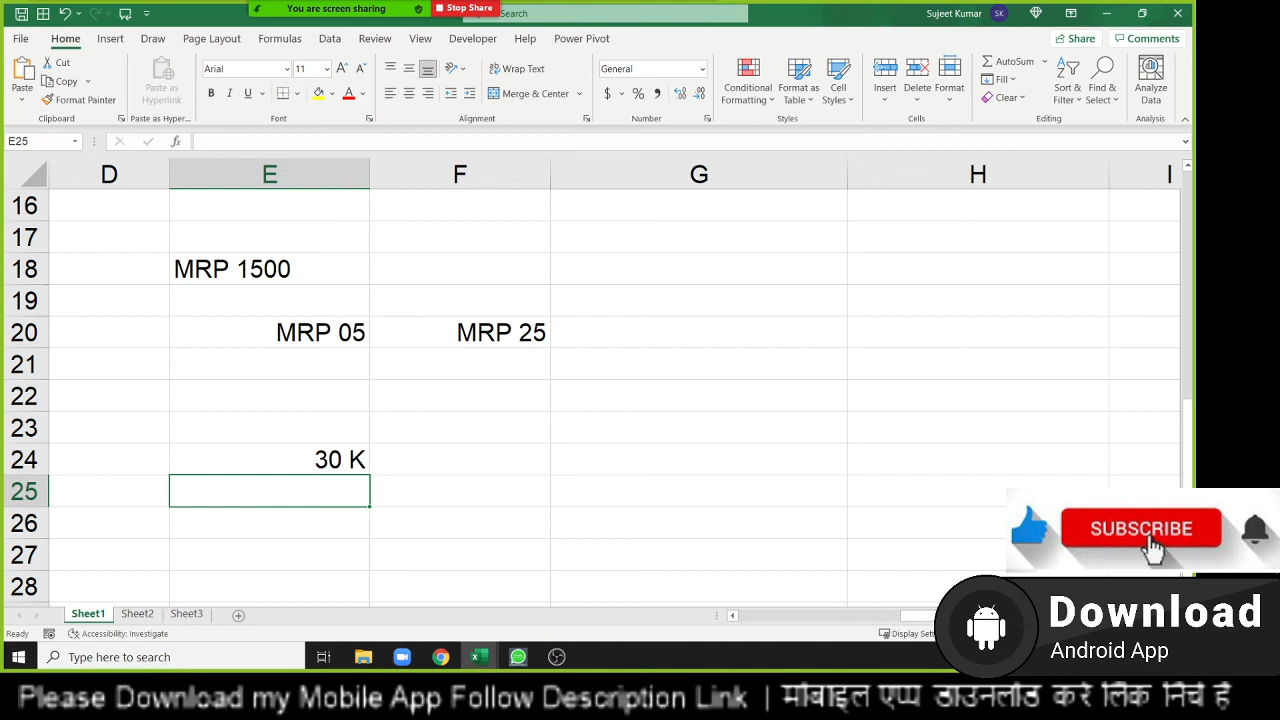 You are screen sharing
Stop Share
Search
Sujeet Kumar
SK
File
Home
Insert
Draw
Page Layout
Formulas
Data
Review
View
Developer
Help
Power Pivot
Share
Comments
Paste
Cut
Copy
Format Painter
Clipboard
Paste as
Hyperlink
Paste as Hyper...
Arial
11
Font
Wrap Text
Merge & Center
Alignment
General
Number
Conditional
Formatting
Format as
Table
Cell
Styles
Styles
Insert
Delete
Format
Cells
AutoSum
Fill
Clear
Sort &
Filter
Find &
Select
Editing
Analyze
Data
Analysis
E25
fx
D E F G H I
16
17
18 MRP 1500
19
20 MRP 05 MRP 25
21
22
23
24 30 K
25
26
27
28
SUBSCRIBE
Sheet1
Sheet2
Sheet3
Ready
Accessibility: Investigate
Display Sett
Type here to search
Download
Android App
Please Download my Mobile App Follow Description Link | मोबाइल एप्प डाउनलोड करे लिंक निचे है